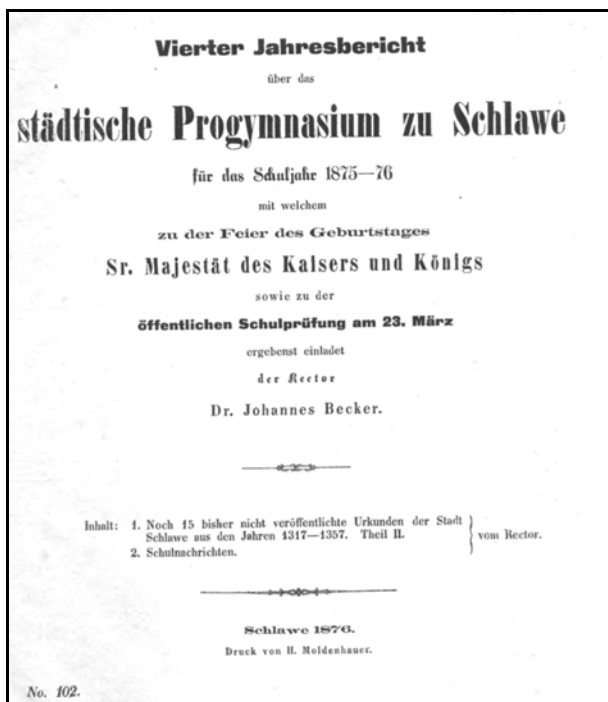 Vierter Jahresbericht
über das
städtische Progymnasium zu Schlawe
für das Schuljahr 1875—76
mit welchem
zu der Feier des Geburtstages
Sr. Majestät des Kaisers und Königs
sowie zu der
öffentlichen Schulprüfung am 23. März
ergebenst einladet
der Rector
Dr. Johannes Becker.
Inhalt: 1. Noch 15 bisher nicht veröffentlichte Urkunden der Stadt
Schlawe aus den Jahren 1317—1357. Theil II.
vom Rector.
2. Schulnachrichten.
Schlawe 1876.
Druck von H. Moldenhauer.
No. 102.